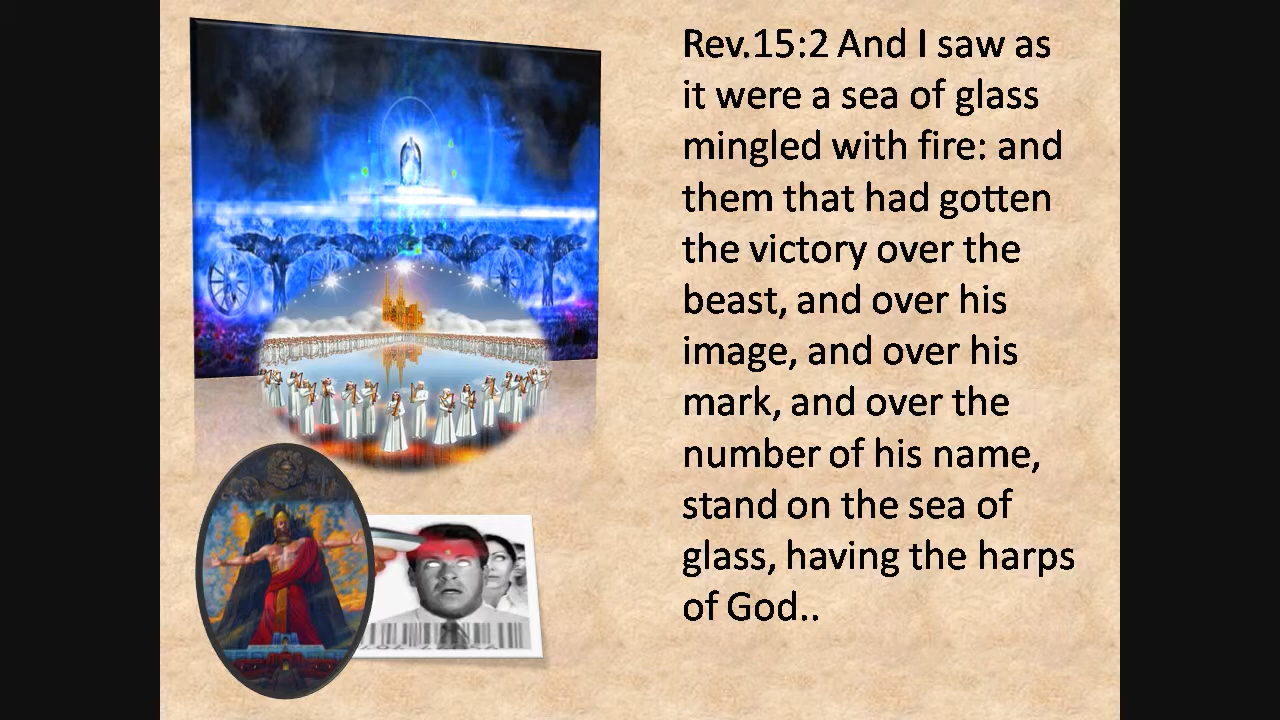 Rev.15:2 And I saw as
it were a sea of glass
mingled with fire: and
them that had gotten
the victory over the
beast, and over his
image, and over his
mark, and over the
number of his name,
stand on the sea of
glass, having the harps
of God..